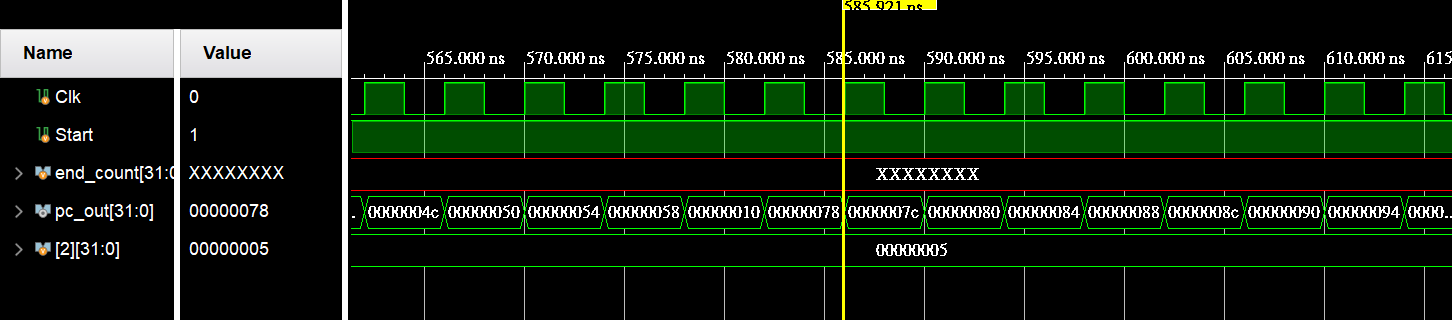 585.921 ns
Name Value
565.000 ns 570.000 ns 575.000 ns 580.000 ns 585.000 ns 590.000 ns 595.000 ns 600.000 ns 605.000 ns 610.000 ns 615
Clk 0
Start 1
end_count[31:0 XXXXXXXX XXXXXXXX
pc_out[31:0] 00000078 . 0000004c 00000050 00000054 00000058 00000010 00000078 0000007c 00000080 00000084 00000088 0000008c 00000090 00000094 0000...
[2][31:0] 00000005 00000005